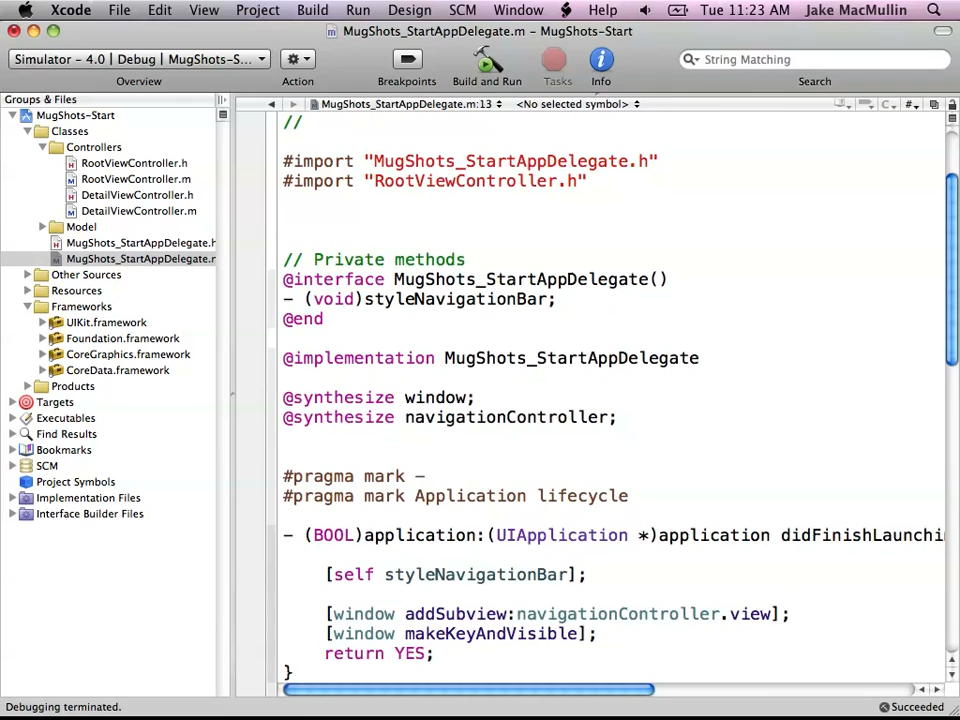 Xcode File Edit View Project Build Run Design SCM Window Help Tue 11:23 AM Jake MacMullin
MugShots_StartAppDelegate.m - MugShots-Start
Simulator - 4.0 | Debug | MugShots-S... String Matching
Overview Action Breakpoints Build and Run Tasks Info Search
Groups & Files
MugShots_StartAppDelegate.m:13 <No selected symbol>
MugShots-Start
Classes
Controllers
RootViewController.h
RootViewController.m
DetailViewController.h
DetailViewController.m
Model
MugShots_StartAppDelegate.h
MugShots_StartAppDelegate.r
Other Sources
Resources
Frameworks
UIKit.framework
Foundation.framework
CoreGraphics.framework
CoreData.framework
Products
Targets
Executables
Find Results
Bookmarks
SCM
Project Symbols
Implementation Files
Interface Builder Files
//
#import "MugShots_StartAppDelegate.h"
#import "RootViewController.h"
// Private methods
@interface MugShots_StartAppDelegate()
- (void)styleNavigationBar;
@end
@implementation MugShots_StartAppDelegate
@synthesize window;
@synthesize navigationController;
#pragma mark -
#pragma mark Application lifecycle
- (BOOL)application:(UIApplication *)application didFinishLaunchin
[self styleNavigationBar];
[window addSubview:navigationController.view];
[window makeKeyAndVisible];
return YES;
}
Debugging terminated. Succeeded